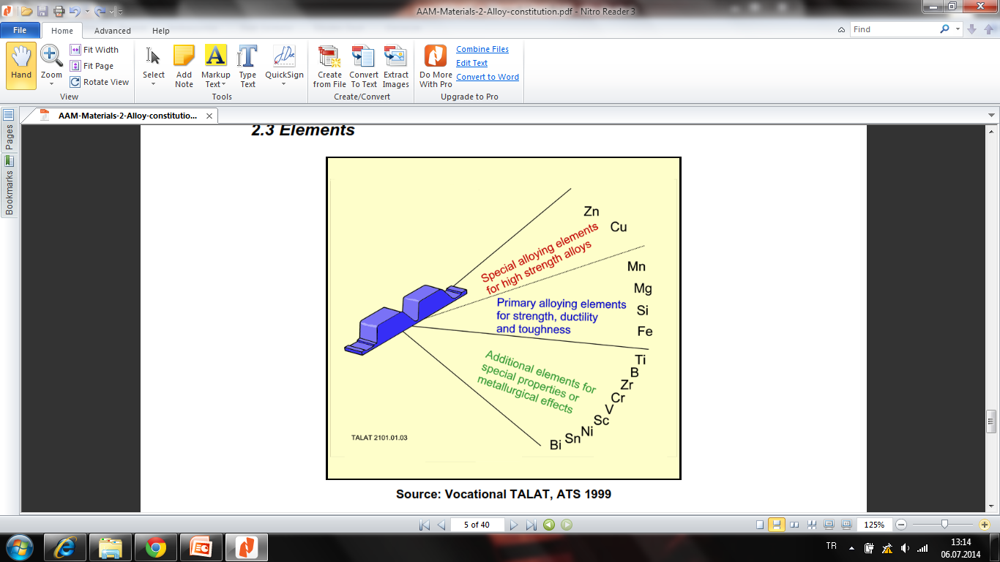 AAM-Materials-2-Alloy-constitution.pdf - Nitro Reader 3
File
Home
Advanced
Help
Find
Hand
Zoom
Fit Width
Fit Page
Rotate View
View
Select
Add Note
Markup Text
Type Text
QuickSign
Tools
Create from File
Convert To Text
Extract Images
Create/Convert
Do More With Pro
Combine Files
Edit Text
Convert to Word
Upgrade to Pro
AAM-Materials-2-Alloy-constitutio...
Pages
Bookmarks
2.3 Elements
Zn
Cu
Special alloying elements
for high strength alloys
Mn
Mg
Si
Fe
Primary alloying elements
for strength, ductility
and toughness
Ti
B
Zr
Cr
V
Sc
Ni
Sn
Bi
Additional elements for
special properties or
metallurgical effects
TALAT 2101.01.03
Source: Vocational TALAT, ATS 1999
5 of 40
125%
TR
13:14
06.07.2014